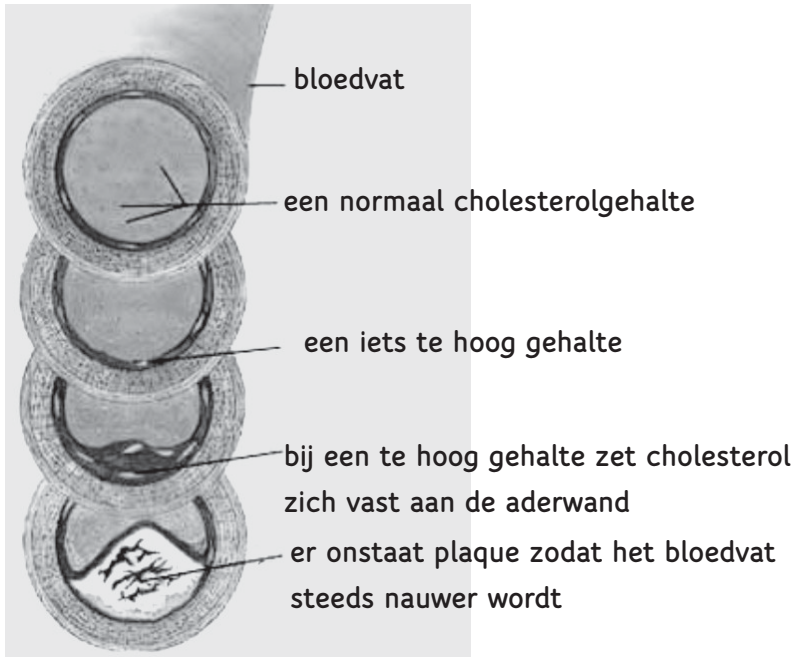 bloedvat
een normaal cholesterolgehalte
een iets te hoog gehalte
bij een te hoog gehalte zet cholesterol
zich vast aan de aderwand
er onstaat plaque zodat het bloedvat
steeds nauwer wordt